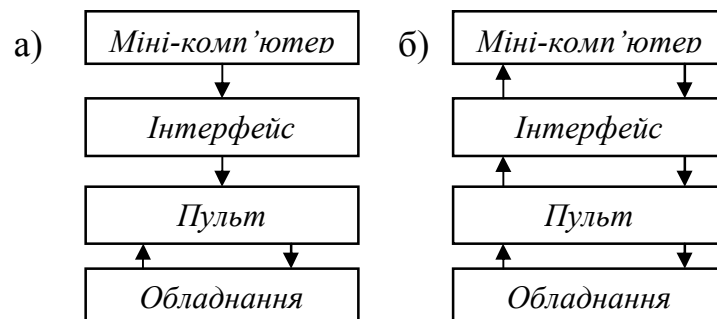 а) Міні-комп’ютер б) Міні-комп’ютер
Інтерфейс Інтерфейс
Пульт Пульт
Обладнання Обладнання